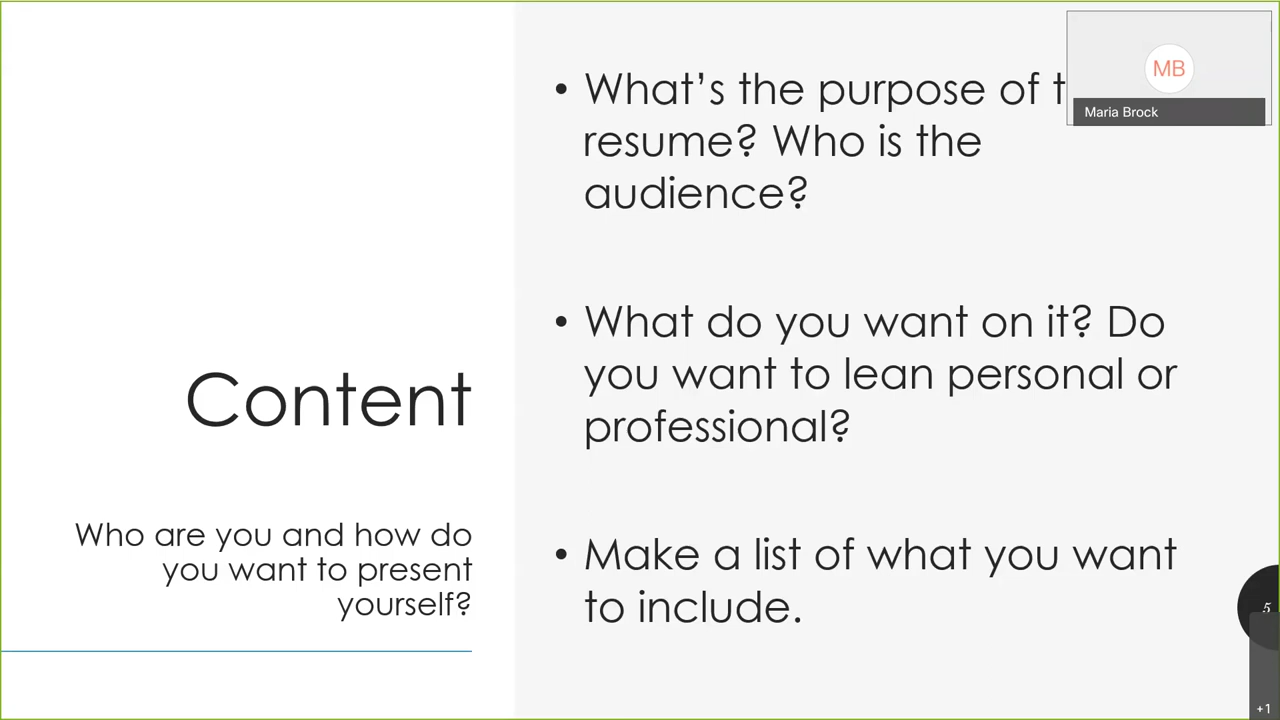 Content
Who are you and how do
you want to present
yourself?
• What’s the purpose of t
resume? Who is the
audience?
• What do you want on it? Do
you want to lean personal or
professional?
• Make a list of what you want
to include.
MB
Maria Brock
5
+1